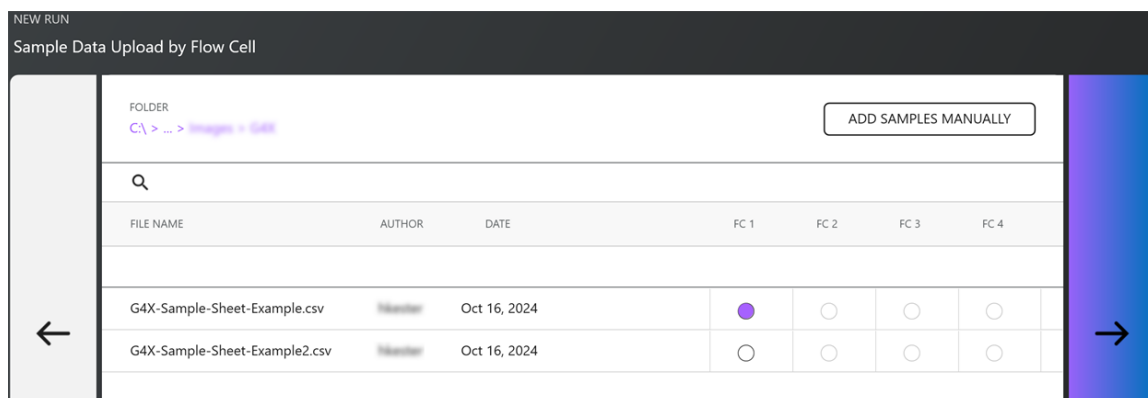 NEW RUN
Sample Data Upload by Flow Cell
FOLDER
C:\ > ... >
ADD SAMPLES MANUALLY
FILE NAME AUTHOR DATE FC 1 FC 2 FC 3 FC 4
G4X-Sample-Sheet-Example.csv Oct 16, 2024
G4X-Sample-Sheet-Example2.csv Oct 16, 2024